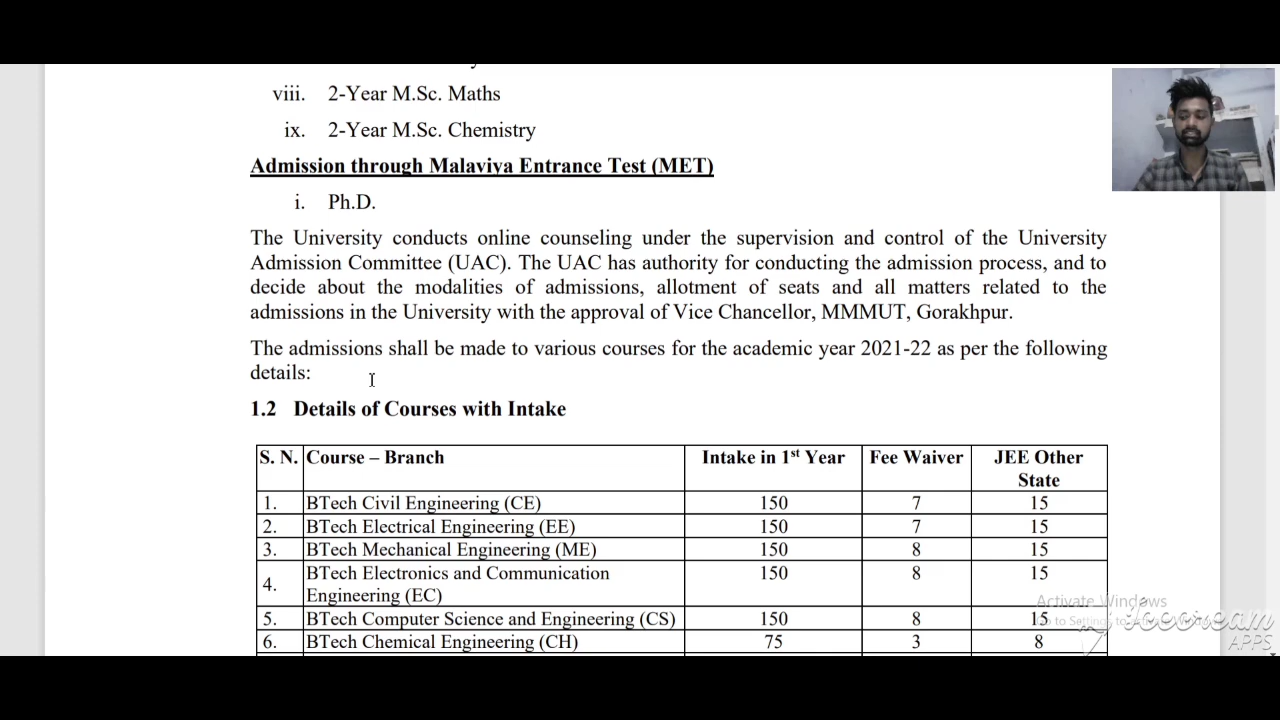 viii. 2-Year M.Sc. Maths
ix. 2-Year M.Sc. Chemistry
Admission through Malaviya Entrance Test (MET)
i. Ph.D.
The University conducts online counseling under the supervision and control of the University
Admission Committee (UAC). The UAC has authority for conducting the admission process, and to
decide about the modalities of admissions, allotment of seats and all matters related to the
admissions in the University with the approval of Vice Chancellor, MMMUT, Gorakhpur.
The admissions shall be made to various courses for the academic year 2021-22 as per the following
details:
1.2 Details of Courses with Intake
S. N. Course – Branch Intake in 1st Year Fee Waiver JEE Other
State
1. BTech Civil Engineering (CE) 150 7 15
2. BTech Electrical Engineering (EE) 150 7 15
3. BTech Mechanical Engineering (ME) 150 8 15
4. BTech Electronics and Communication 150 8 15
Engineering (EC)
Activate Windows
5. BTech Computer Science and Engineering (CS) 150 8 15
Go to Settings to Icecream
6. BTech Chemical Engineering (CH) 75 3 8
APPS